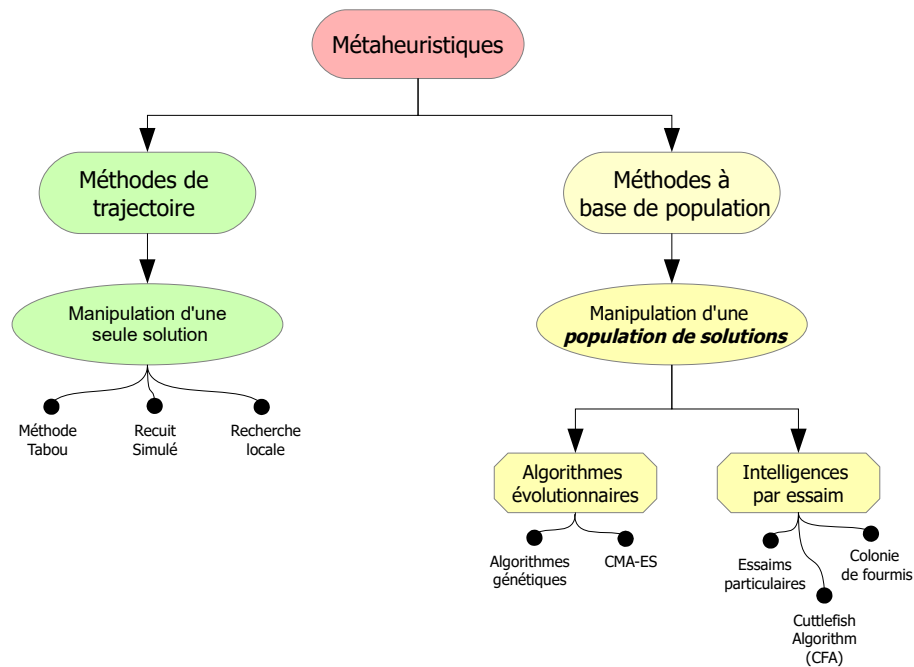 Métaheuristiques
Méthodes de
trajectoire
Méthodes à
base de population
Manipulation d'une
seule solution
Manipulation d'une
population de solutions
Méthode
Tabou
Recuit
Simulé
Recherche
locale
Algorithmes
évolutionnaires
Intelligences
par essaim
Algorithmes
génétiques
CMA-ES
Essaims
particulaires
Colonie
de fourmis
Cuttlefish
Algorithm
(CFA)